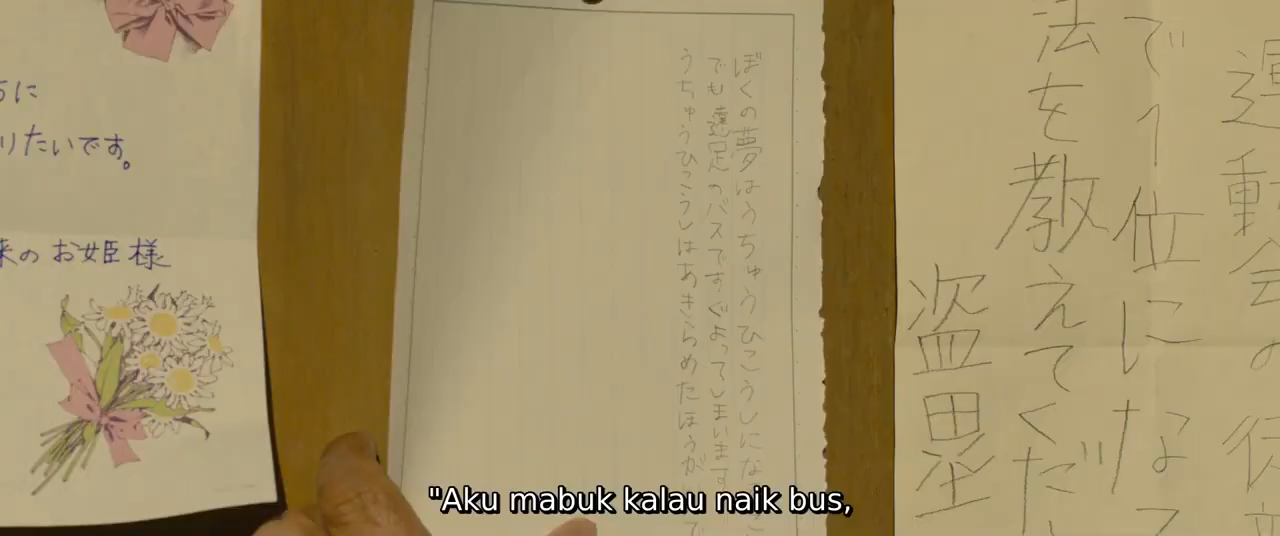 りたいです。
来のお姫様
ぼくの夢はうちゅうひこうしにな
でも遠足のバスですぐよってしまいます
うちゅうひこうしはあきらめたほうが
運動会の徒
で1位にな
法を教えてくだ
盗塁
"Aku mabuk kalau naik bus,